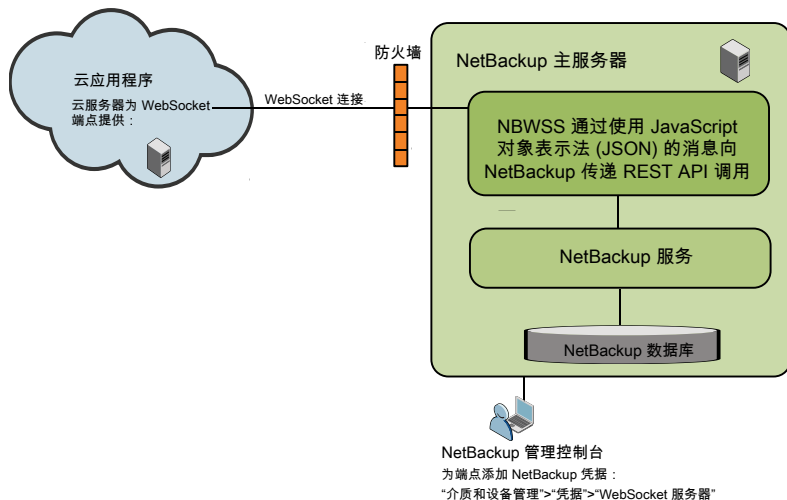 云应用程序
云服务器为 WebSocket
端点提供：
WebSocket 连接
防火墙
NetBackup 主服务器
NBWSS 通过使用 JavaScript
对象表示法 (JSON) 的消息向
NetBackup 传递 REST API 调用
NetBackup 服务
NetBackup 数据库
NetBackup 管理控制台
为端点添加 NetBackup 凭据：
“介质和设备管理”>“凭据”>“WebSocket 服务器”